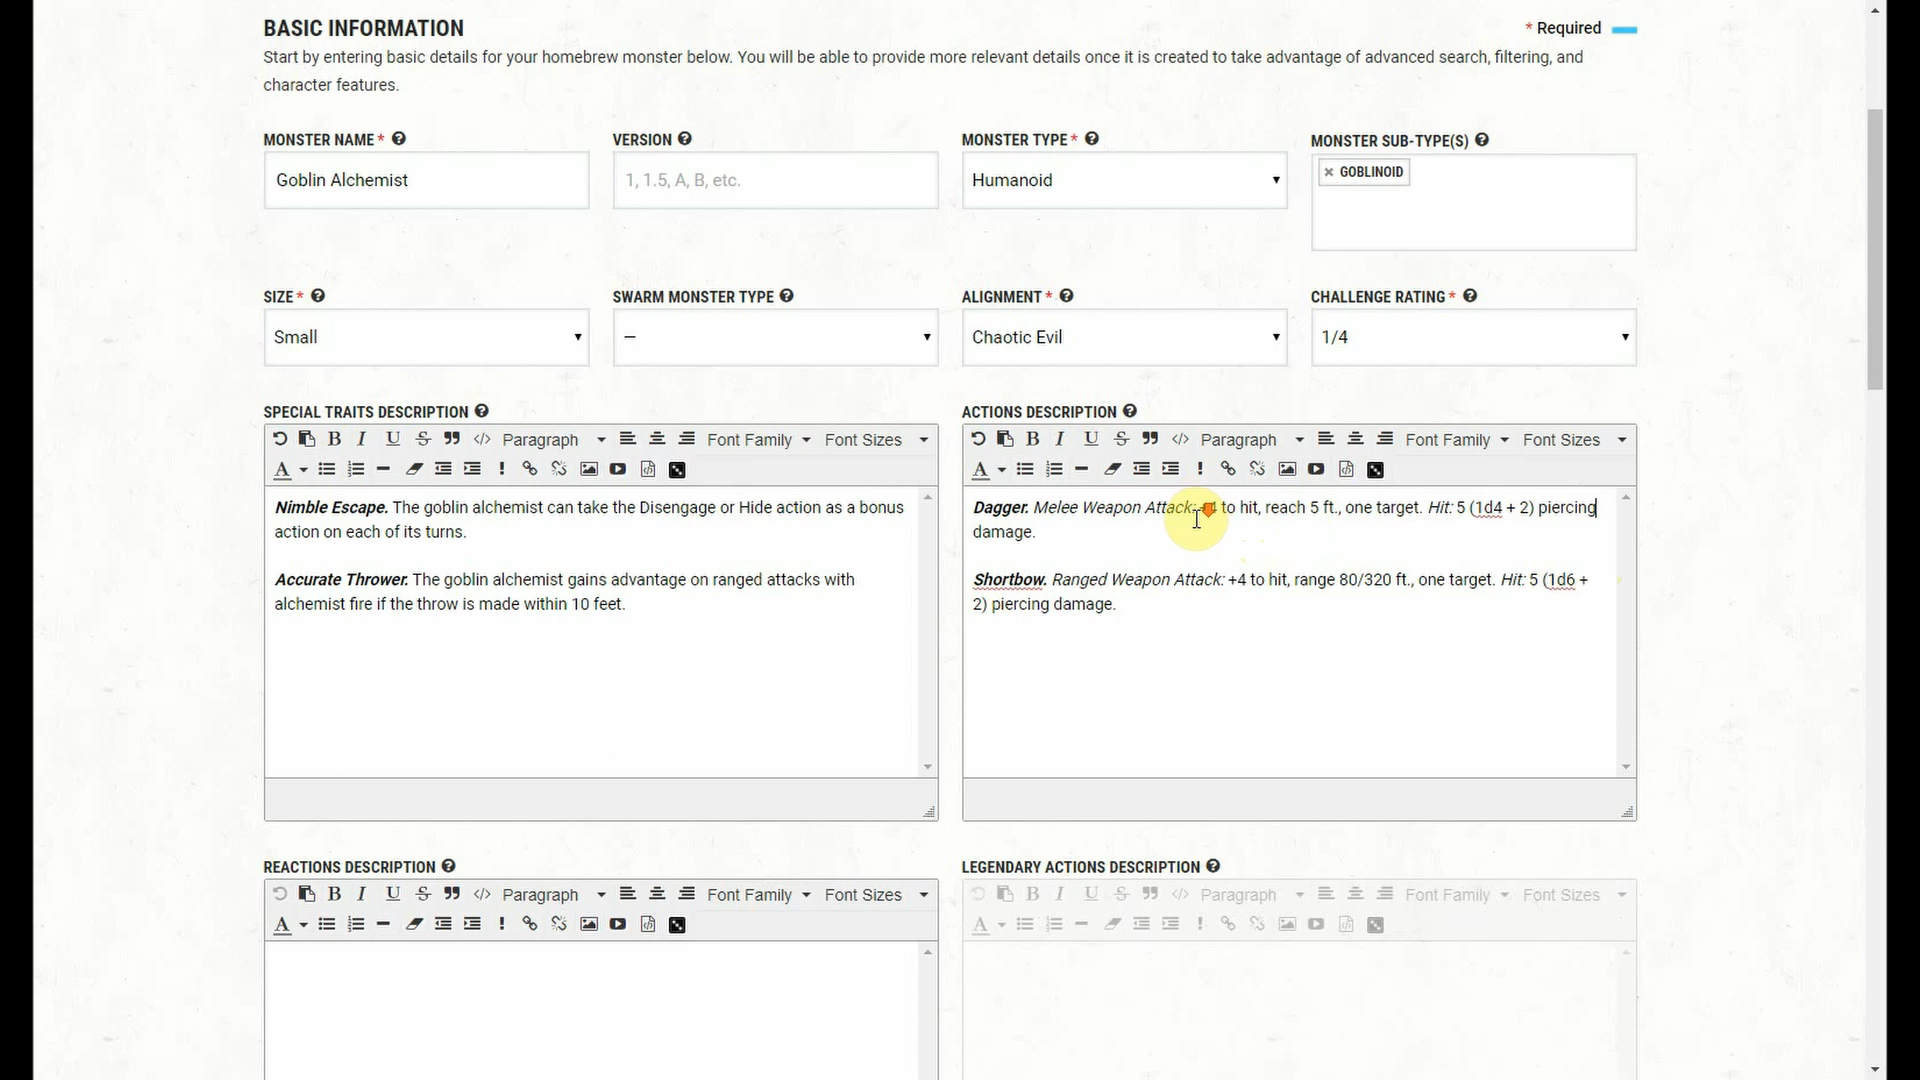 BASIC INFORMATION
* Required
Start by entering basic details for your homebrew monster below. You will be able to provide more relevant details once it is created to take advantage of advanced search, filtering, and
character features.
MONSTER NAME *
VERSION
MONSTER TYPE *
MONSTER SUB-TYPE(S)
Goblin Alchemist
1, 1.5, A, B, etc.
Humanoid
× GOBLINOID
SIZE *
SWARM MONSTER TYPE
ALIGNMENT *
CHALLENGE RATING *
Small
—
Chaotic Evil
1/4
SPECIAL TRAITS DESCRIPTION
Paragraph
Font Family
Font Sizes
Nimble Escape. The goblin alchemist can take the Disengage or Hide action as a bonus
action on each of its turns.
Accurate Thrower. The goblin alchemist gains advantage on ranged attacks with
alchemist fire if the throw is made within 10 feet.
ACTIONS DESCRIPTION
Paragraph
Font Family
Font Sizes
Dagger. Melee Weapon Attack: to hit, reach 5 ft., one target. Hit: 5 (1d4 + 2) piercing
damage.
Shortbow. Ranged Weapon Attack: +4 to hit, range 80/320 ft., one target. Hit: 5 (1d6 +
2) piercing damage.
REACTIONS DESCRIPTION
Paragraph
Font Family
Font Sizes
LEGENDARY ACTIONS DESCRIPTION
Paragraph
Font Family
Font Sizes